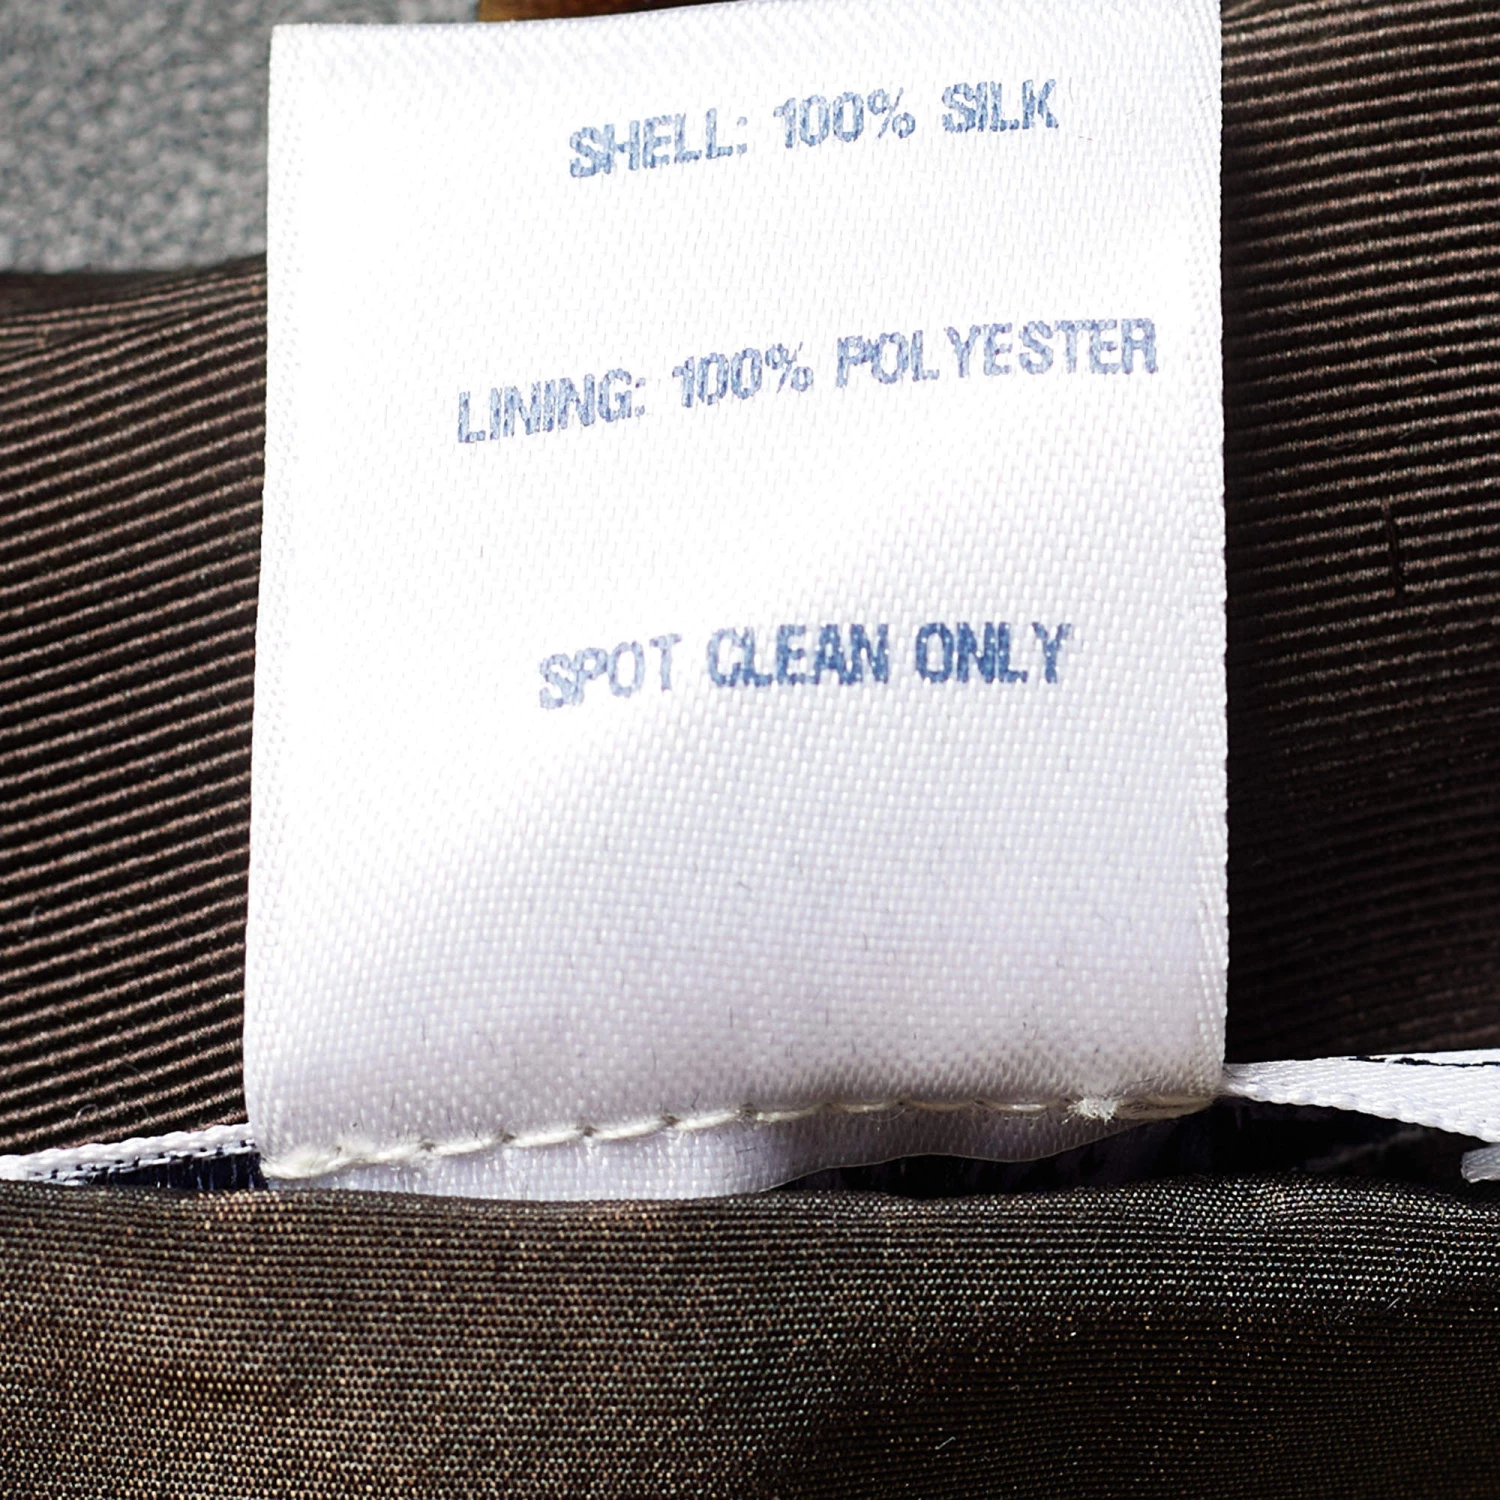 SHELL: 100% SILK
LINING: 100% POLYESTER
SPOT CLEAN ONLY